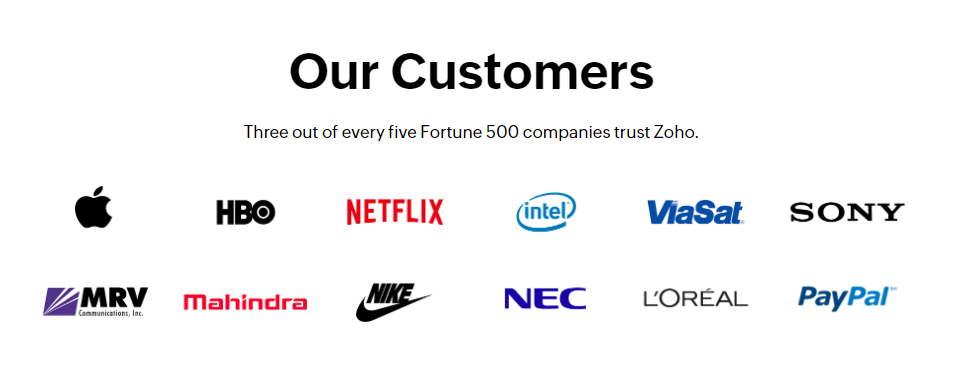 Our Customers
Three out of every five Fortune 500 companies trust Zoho.
HBO NETFLIX intel ViaSat SONY
MRV Communications, Inc. Mahindra NIKE NEC L'ORÉAL PayPal